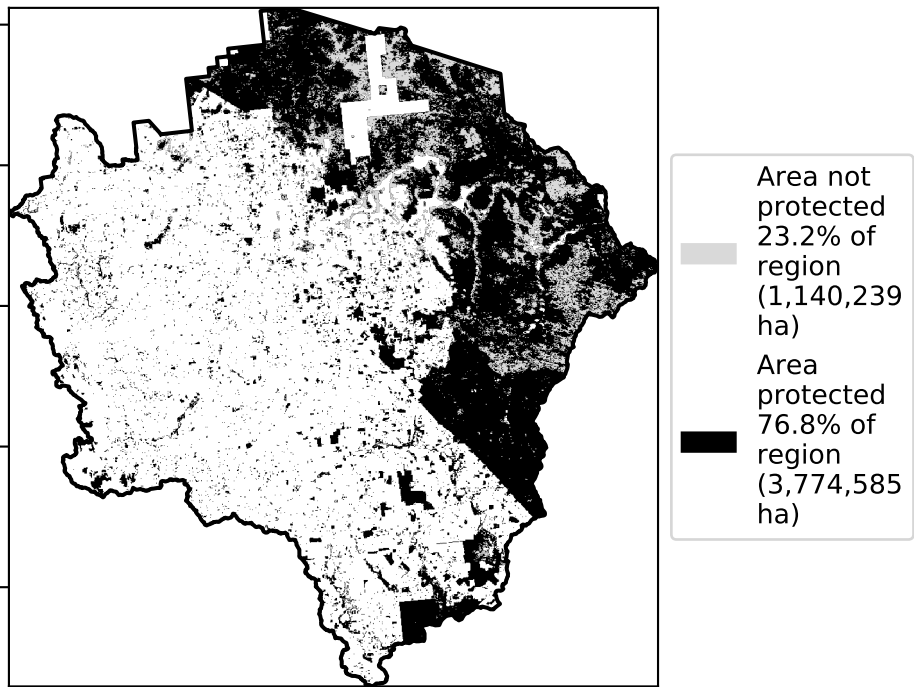 Area not
protected
23.2% of
region
(1,140,239
ha)
Area
protected
76.8% of
region
(3,774,585
ha)